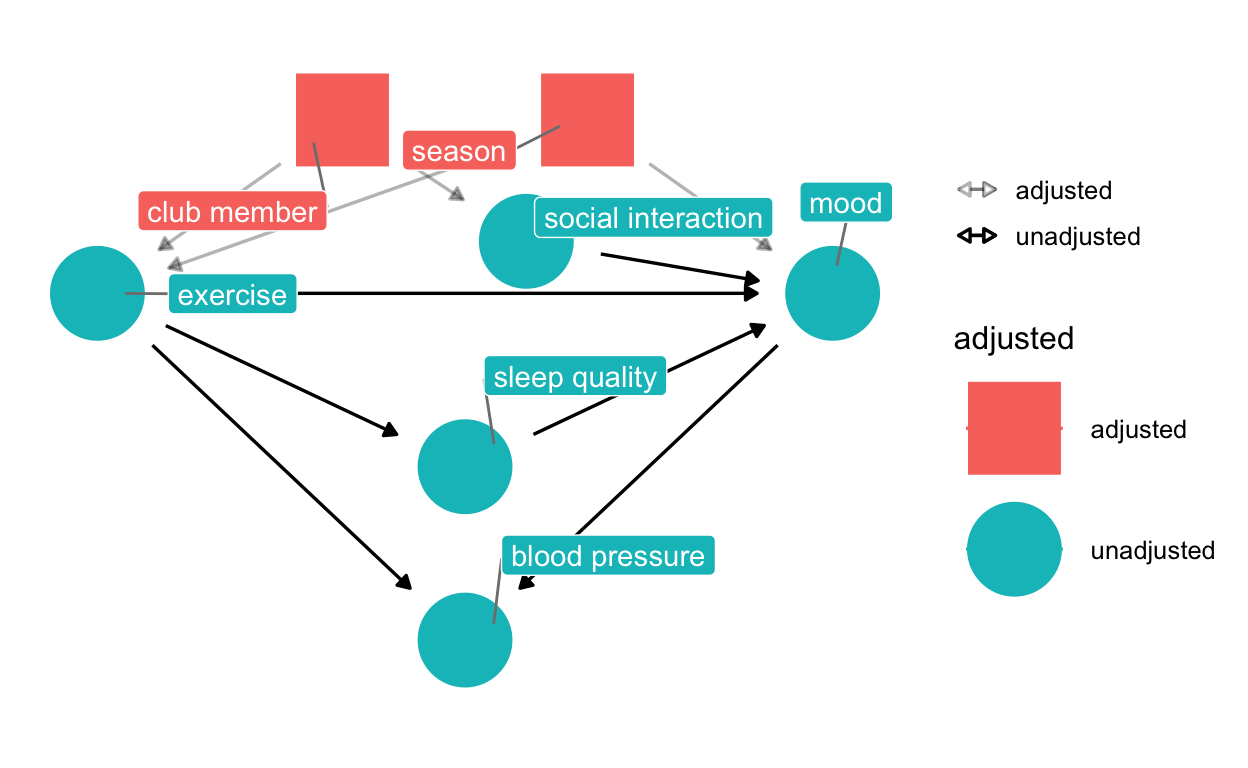 season
club member
social interaction
mood
exercise
sleep quality
blood pressure
adjusted
unadjusted
adjusted
adjusted
unadjusted